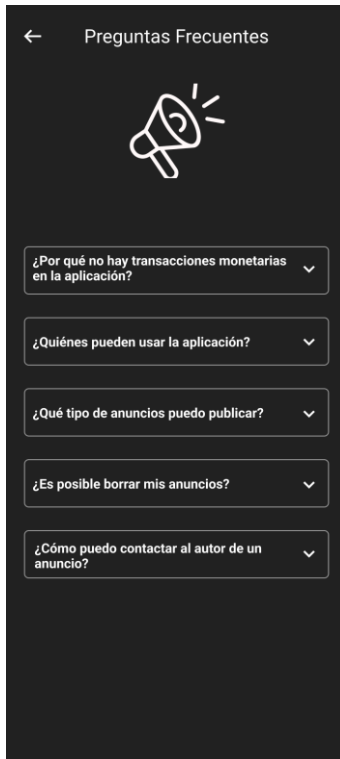 Preguntas Frecuentes
¿Por qué no hay transacciones monetarias
en la aplicación?
¿Quiénes pueden usar la aplicación?
¿Qué tipo de anuncios puedo publicar?
¿Es posible borrar mis anuncios?
¿Cómo puedo contactar al autor de un
anuncio?